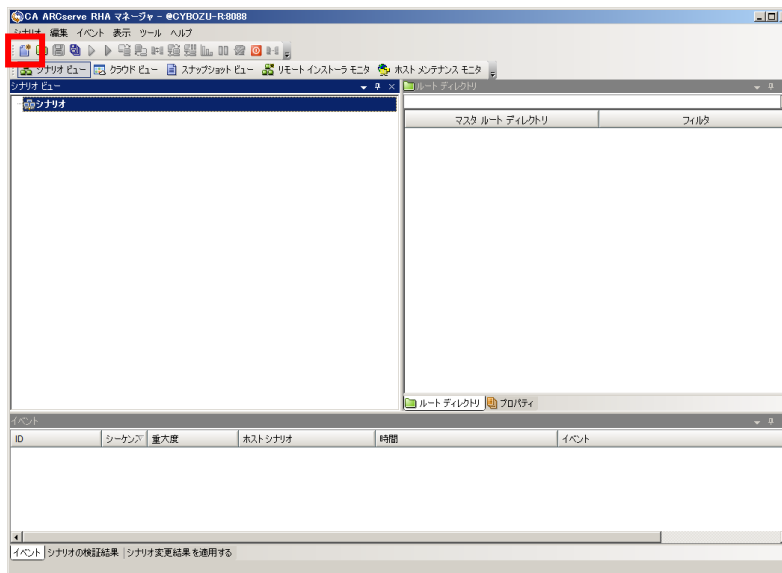 CA ARCserve RHA マネージャ - @CYBOZU-R:8088
シナリオ 編集 イベント 表示 ツール ヘルプ
シナリオ ビュー クラウド ビュー スナップショット ビュー リモート インストーラ モニタ ホスト メンテナンス モニタ
シナリオ ビュー
シナリオ
ルート ディレクトリ
マスタ ルート ディレクトリ フィルタ
ルート ディレクトリ プロパティ
イベント
ID シーケンス 重大度 ホストシナリオ 時間 イベント
イベント シナリオの検証結果 シナリオ変更結果を適用する